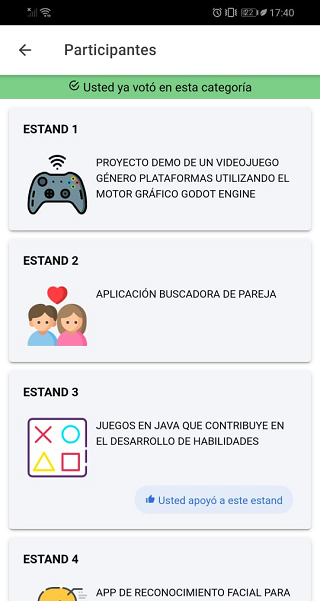 22 17:40
Participantes
Usted ya votó en esta categoría
ESTAND 1
PROYECTO DEMO DE UN VIDEOJUEGO
GÉNERO PLATAFORMAS UTILIZANDO EL
MOTOR GRÁFICO GODOT ENGINE
ESTAND 2
APLICACIÓN BUSCADORA DE PAREJA
ESTAND 3
JUEGOS EN JAVA QUE CONTRIBUYE EN
EL DESARROLLO DE HABILIDADES
Usted apoyó a este estand
ESTAND 4
APP DE RECONOCIMIENTO FACIAL PARA